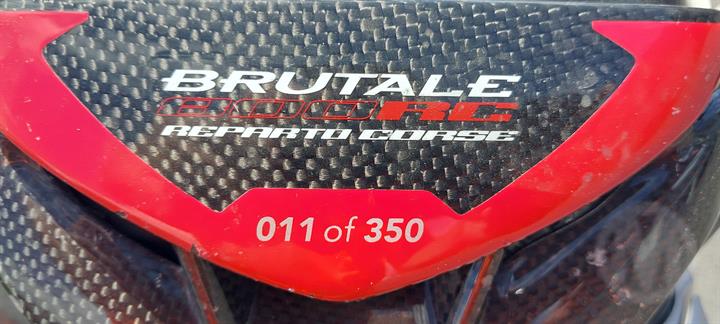 BRUTALE
800RC
REPARTO CORSE
011 of 350